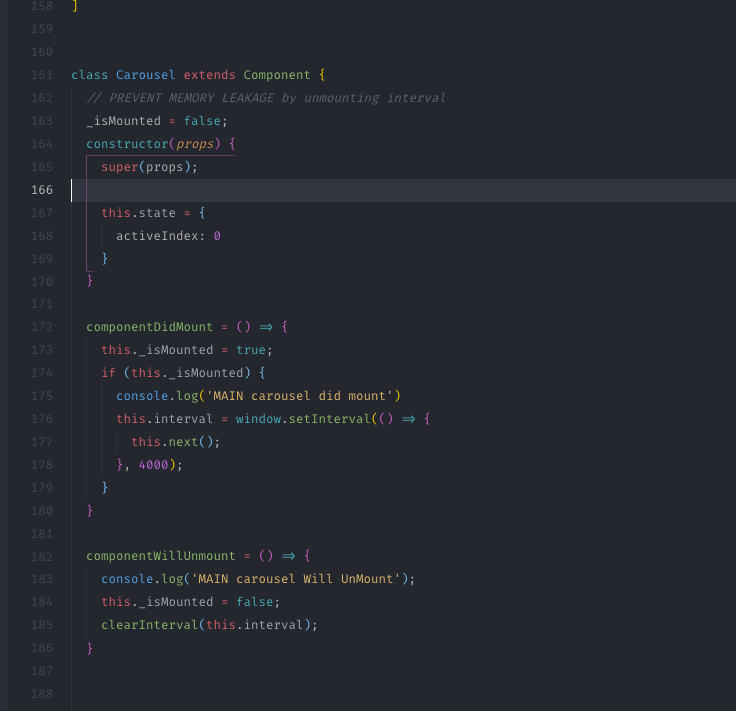 158 ]
159
160
161 class Carousel extends Component {
162 // PREVENT MEMORY LEAKAGE by unmounting interval
163 _isMounted = false;
164 constructor(props) {
165 super(props);
166
167 this.state = {
168 activeIndex: 0
169 }
170 }
171
172 componentDidMount = () => {
173 this._isMounted = true;
174 if (this._isMounted) {
175 console.log('MAIN carousel did mount')
176 this.interval = window.setInterval(() => {
177 this.next();
178 }, 4000);
179 }
180 }
181
182 componentWillUnmount = () => {
183 console.log('MAIN carousel Will UnMount');
184 this._isMounted = false;
185 clearInterval(this.interval);
186 }
187
188